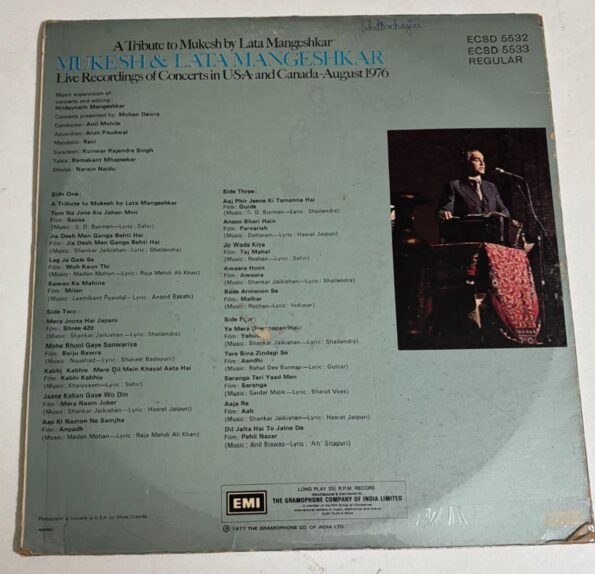 A Tribute to Mukesh by Lata Mangeshkar
MUKESH & LATA MANGESHKAR
Live Recordings of Concerts in U·S·A· and Canada-August 1976
ECSD 5532
ECSD 5533
REGULAR
Music supervision of
concerts and editing:
Hridaynath Mangeshkar
Concerts presented by: Mohan Deora
Conductor: Anil Mohile
Accordion: Arun Paudwal
Mandolin: Ravi
Kunwar Rajendra Singh
Tabla: Ramakant Mhapsekar
Dholak: Narain Naidu
Side One:
A Tribute to Mukesh by Lata Mangeshkar
Tum Na Jane Kis Jahan Men
Film: Sazaa
(Music: S. D. Burman—Lyric: Sahir)
Jis Desh Men Ganga Behti Hai
Film: Jis Desh Men Ganga Behti Hai
(Music: Shankar Jaikishan—Lyric: Shailendra)
Lag Ja Gale Se
Film: Woh Kaun Thi
(Music: Madan Mohan—Lyric: Raja Mehdi Ali Khan)
Sawan Ka Mahina
Film: Milan
(Music: Laxmikant Pyarelal—Lyric: Anand Bakshi)
Side Two:
Mera Joota Hai Japani
Film: Shree 420
(Music: Shankar Jaikishan—Lyric: Shailendra)
Mohe Bhool Gaye Sanwariya
Film: Baiju Bawra
(Music: Naushad—Lyric: Shakeel Badayuni)
Kabhi Kabhie Mere Dil Mein Khayal Aata Hai
Film: Kabhi Kabhie
(Music: Khaiyyaam—Lyric: Sahir)
Jaane Kahan Gaye Wo Din
Film: Mera Naam Joker
(Music: Shankar Jaikishan—Lyric: Hasrat Jaipuri)
Aap Ki Nazron Ne Samjha
Film: Anpadh
(Music: Madan Mohan—Lyric: Raja Mehdi Ali Khan)
Side Three:
Aaj Phir Jeene Ki Tamanna Hai
Film: Guide
(Music: S. D. Burman—Lyric: Shailendra)
Ansoo Bhari Hain
Film: Parvarish
(Music: Dattaram—Lyric: Hasrat Jaipuri)
Jo Wada Kiya
Film: Taj Mahal
(Music: Roshan—Lyric: Sahir)
Awaara Hoon
Film: Awaara
(Music: Shankar Jaikishan—Lyric: Shailendra)
Bade Armanon Se
Film: Malhar
(Music: Roshan—Lyric: Indiwar)
Side Four:
Ye Mera
Film:
(Music: Shankar Jaikishan—Lyric: Shailendra)
Tere Bina Zindagi Se
Film: Aandhi
(Music: Rahul Dev Burman—Lyric: Gulzar)
Saranga Teri Yaad Men
Film: Saranga
(Music: Sardar Malik—Lyric: Bharat Vyas)
Aaja Re
Film: Aah
(Music: Shankar Jaikishan—Lyric: Hasrat Jaipuri)
Dil Jalta Hai To Jalne De
Film: Pehli Nazar
(Music: Anil Biswas—Lyric: 'Ah' Sitapuri)
EMI
LONG PLAY 33⅓ R.P.M. RECORD
Manufactured & Distributed by
THE GRAMOPHONE COMPANY OF INDIA LIMITED
℗ 1977 THE GRAMOPHONE CO. OF INDIA LTD.